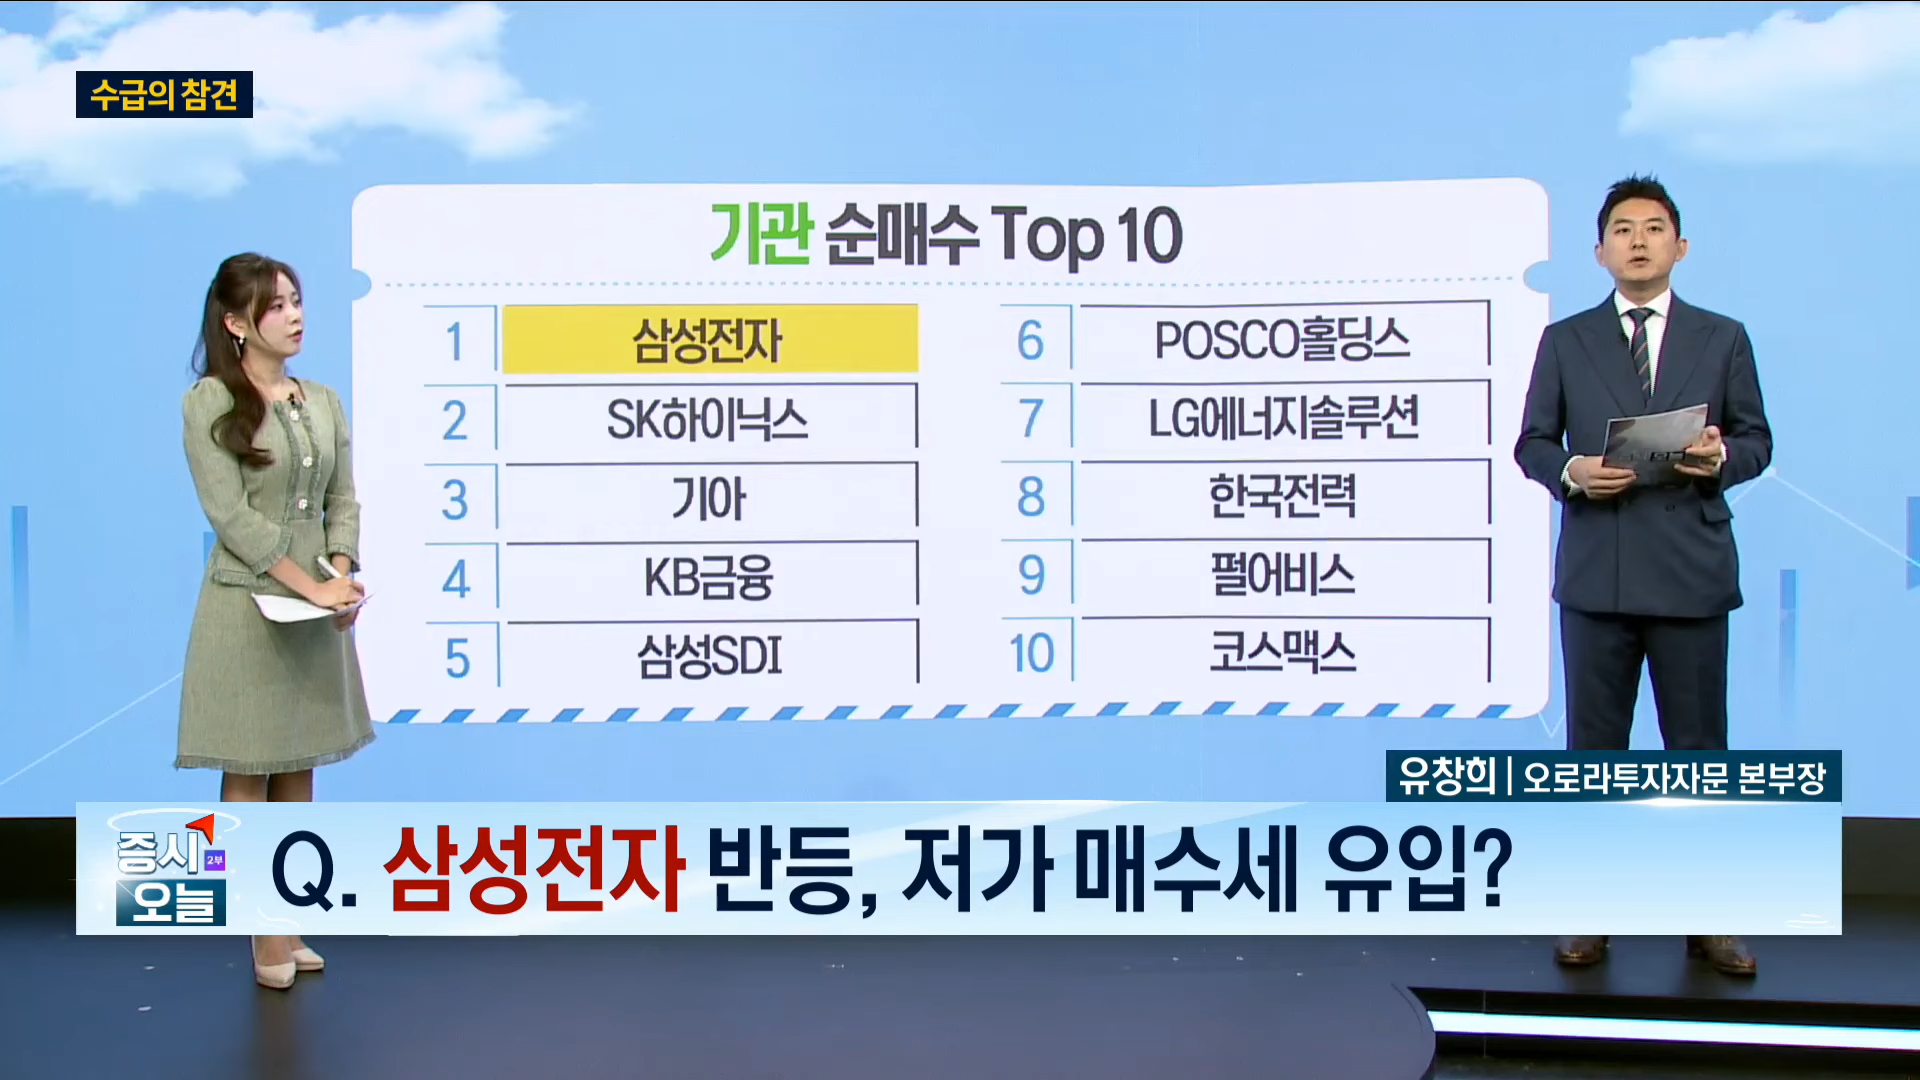 수급의 참견
기관 순매수 Top 10
1 삼성전자
2 SK하이닉스
3 기아
4 KB금융
5 삼성SDI
6 POSCO홀딩스
7 LG에너지솔루션
8 한국전력
9 펄어비스
10 코스맥스
유창희 | 오로라투자자문 본부장
증시 2부
오늘
Q. 삼성전자 반등, 저가 매수세 유입?